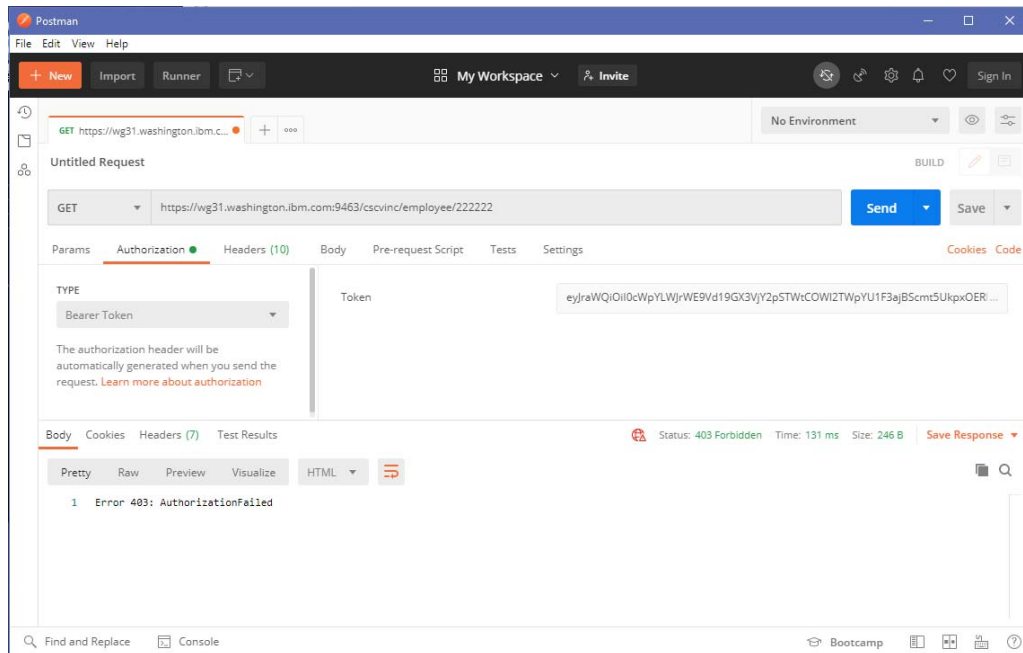 Postman
File Edit View Help
+ New Import Runner My Workspace Invite Sign In
GET https://wg31.washington.ibm.c... + ooo No Environment
Untitled Request BUILD
GET https://wg31.washington.ibm.com:9463/cscvinc/employee/222222 Send Save
Params Authorization Headers (10) Body Pre-request Script Tests Settings Cookies Code
TYPE
Bearer Token
The authorization header will be
automatically generated when you send the
request. Learn more about authorization
Token
Body Cookies Headers (7) Test Results Status: 403 Forbidden Time: 131 ms Size: 246 B Save Response
Pretty Raw Preview Visualize HTML
1 Error 403: AuthorizationFailed
Find and Replace Console Bootcamp